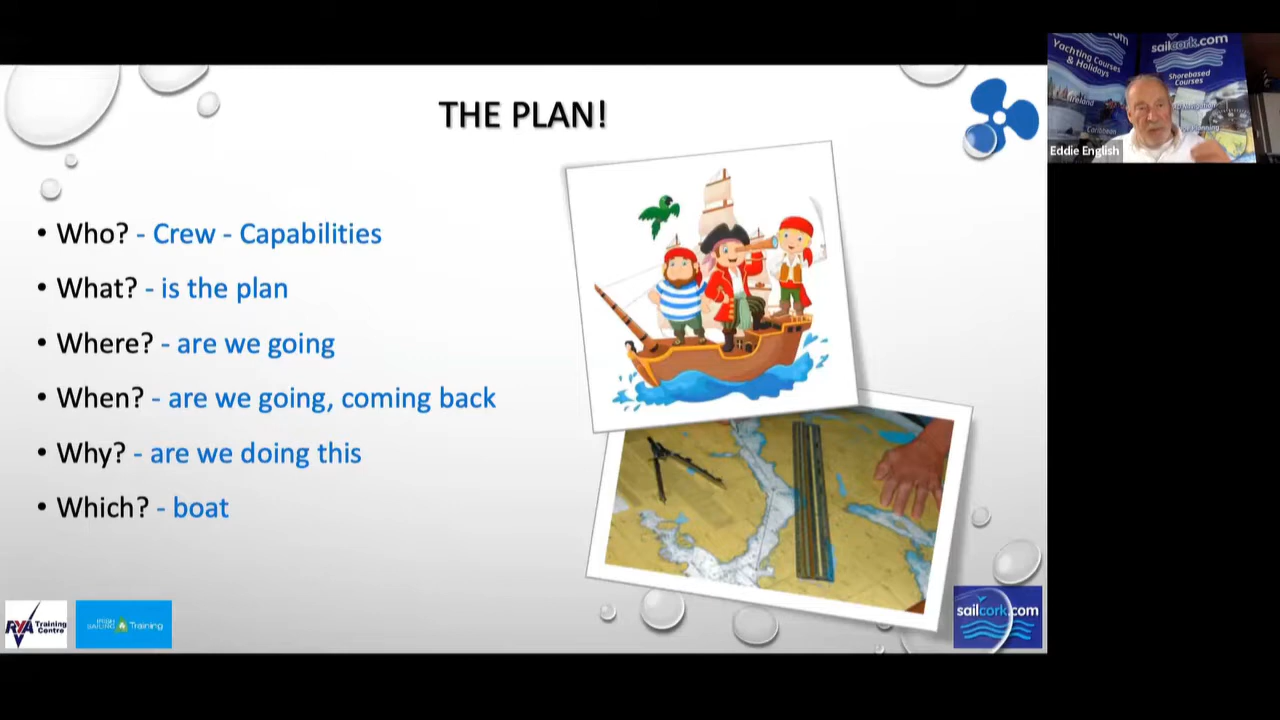 THE PLAN!
• Who? - Crew - Capabilities
• What? - is the plan
• Where? - are we going
• When? - are we going, coming back
• Why? - are we doing this
• Which? - boat
RYA Training
Centre
IRISH
SAILING Training
sailcork.com
Yachting Courses
& Holidays
Ireland
Caribbean
sailcork.com
Shorebased
Courses
Eddie English